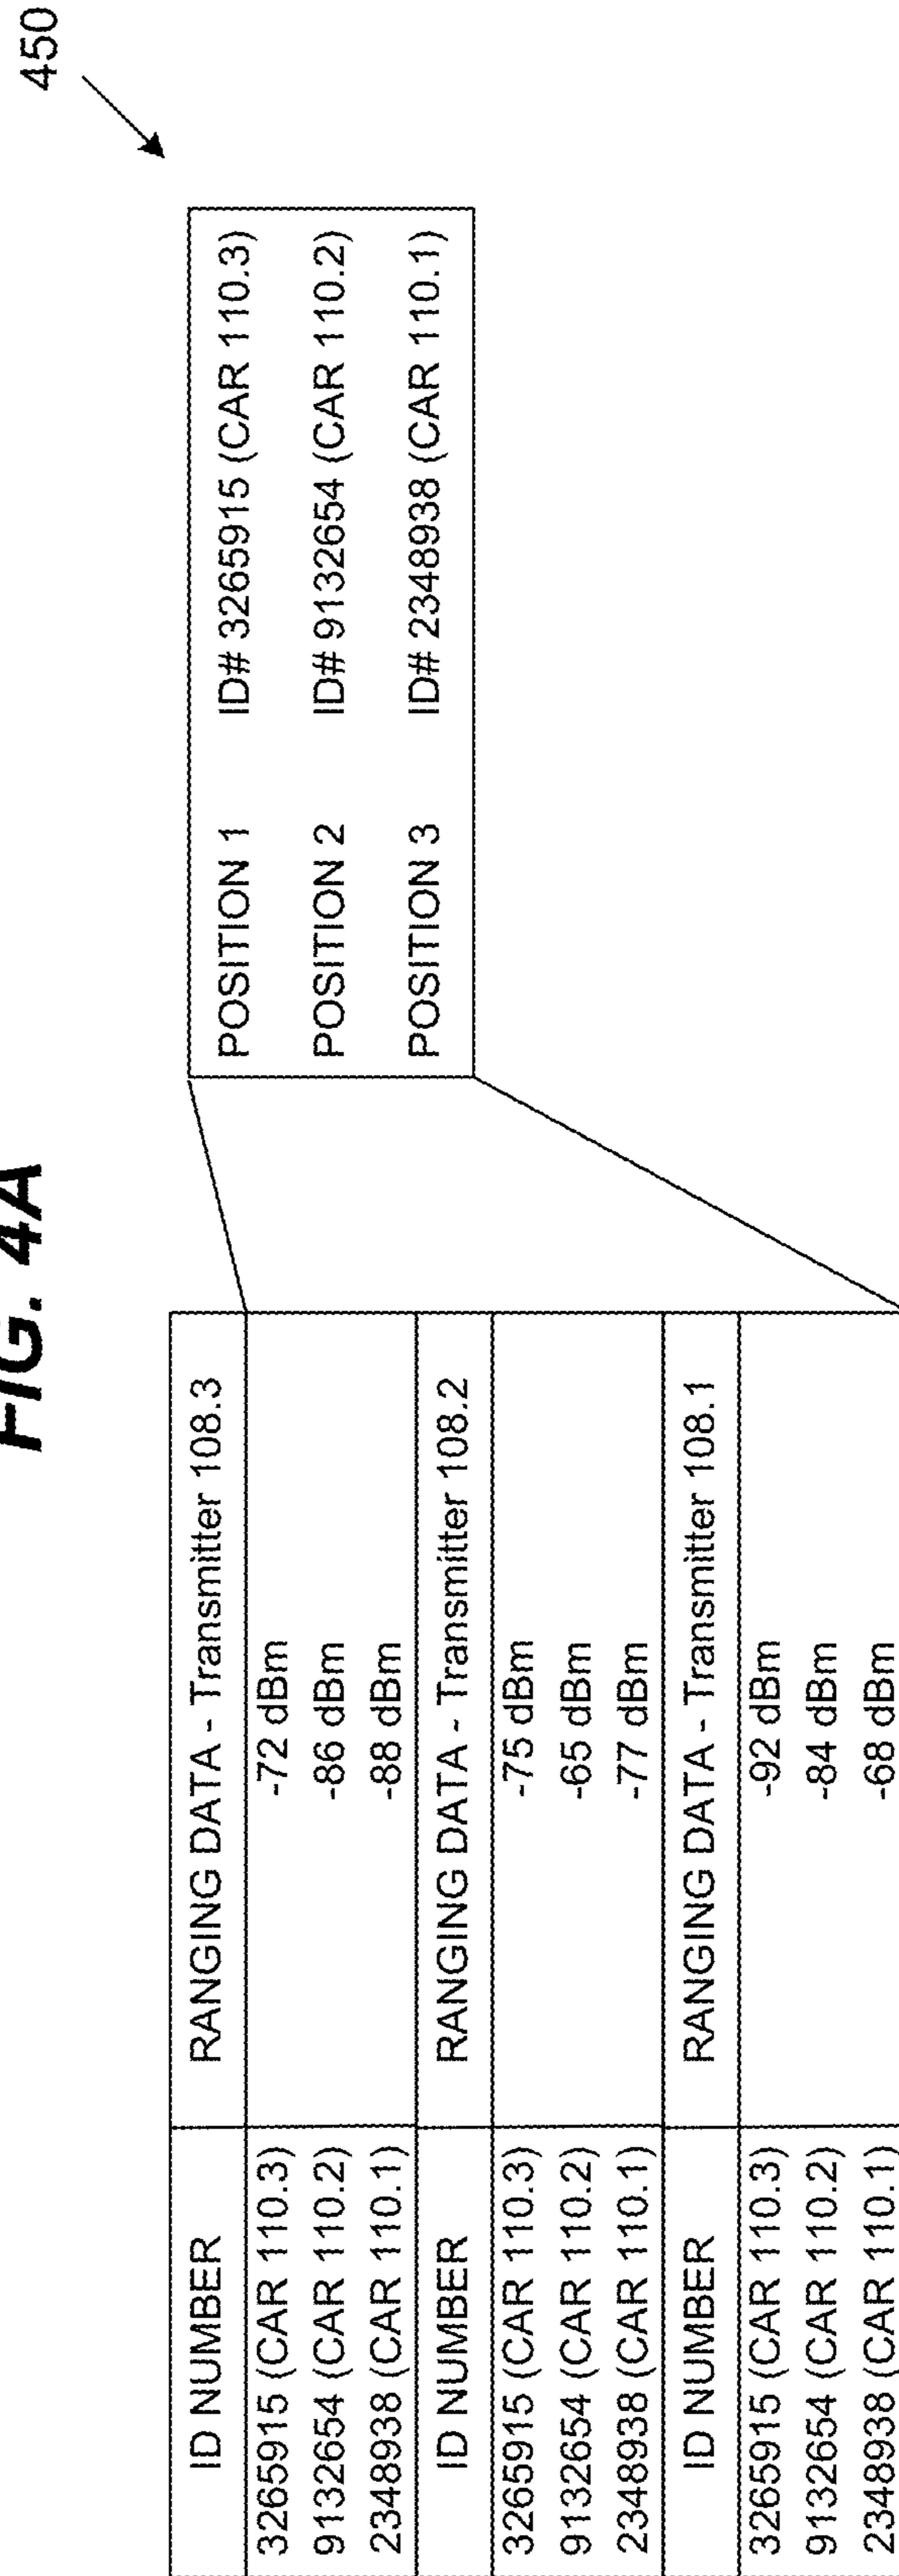 FIG. 4A
450
ID NUMBER RANGING DATA - Transmitter 108.3
3265915 (CAR 110.3) -72 dBm
9132654 (CAR 110.2) -86 dBm
2348938 (CAR 110.1) -88 dBm
ID NUMBER RANGING DATA - Transmitter 108.2
3265915 (CAR 110.3) -75 dBm
9132654 (CAR 110.2) -65 dBm
2348938 (CAR 110.1) -77 dBm
ID NUMBER RANGING DATA - Transmitter 108.1
3265915 (CAR 110.3) -92 dBm
9132654 (CAR 110.2) -84 dBm
2348938 (CAR 110.1) -68 dBm
POSITION 1 ID# 3265915 (CAR 110.3)
POSITION 2 ID# 9132654 (CAR 110.2)
POSITION 3 ID# 2348938 (CAR 110.1)